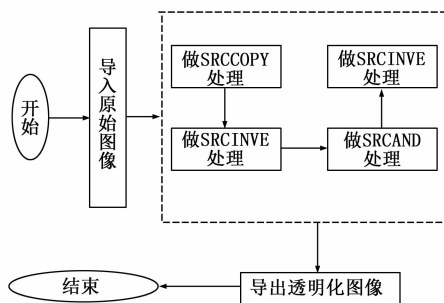 开始
导入原始图像
做SRCCOPY
处理
做SRCINVE
处理
做SRCAND
处理
做SRCINVE
处理
导出透明化图像
结束